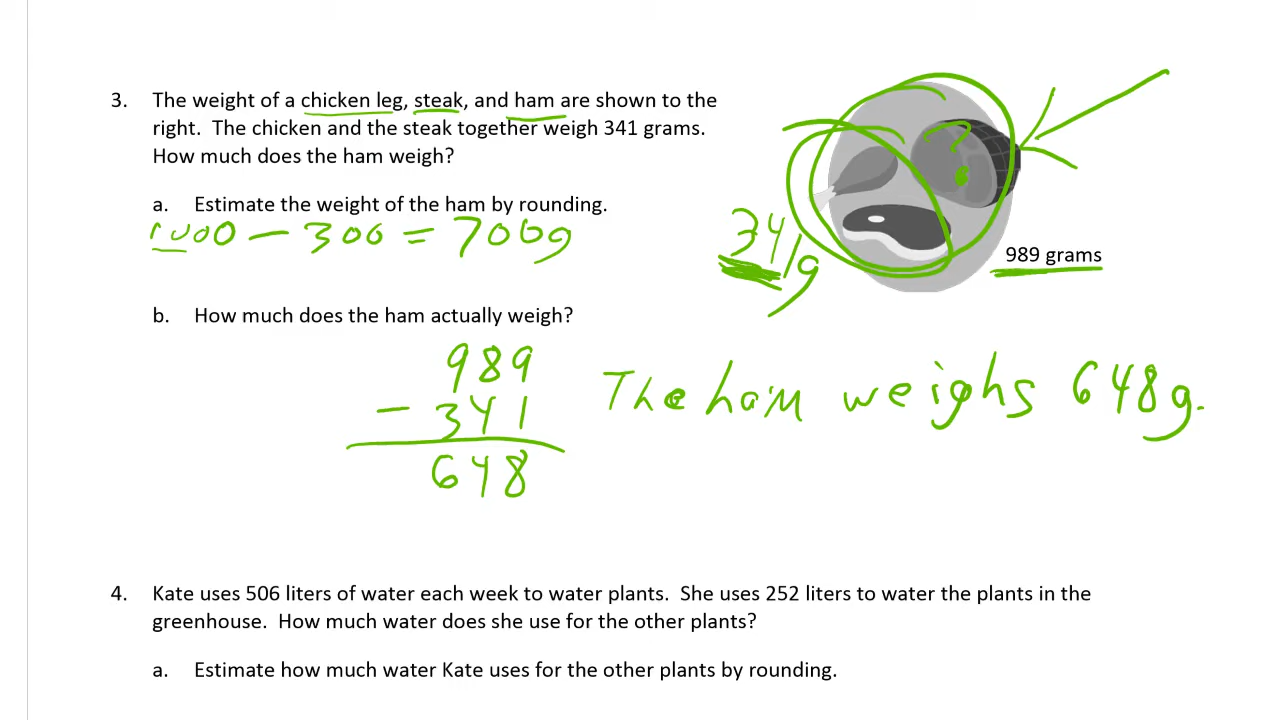 3. The weight of a chicken leg, steak, and ham are shown to the
right. The chicken and the steak together weigh 341 grams.
How much does the ham weigh?
a. Estimate the weight of the ham by rounding.
1000 - 300 = 700g
?
341g
989 grams
b. How much does the ham actually weigh?
989
- 341
648
The ham weighs 648g.
4. Kate uses 506 liters of water each week to water plants. She uses 252 liters to water the plants in the
greenhouse. How much water does she use for the other plants?
a. Estimate how much water Kate uses for the other plants by rounding.